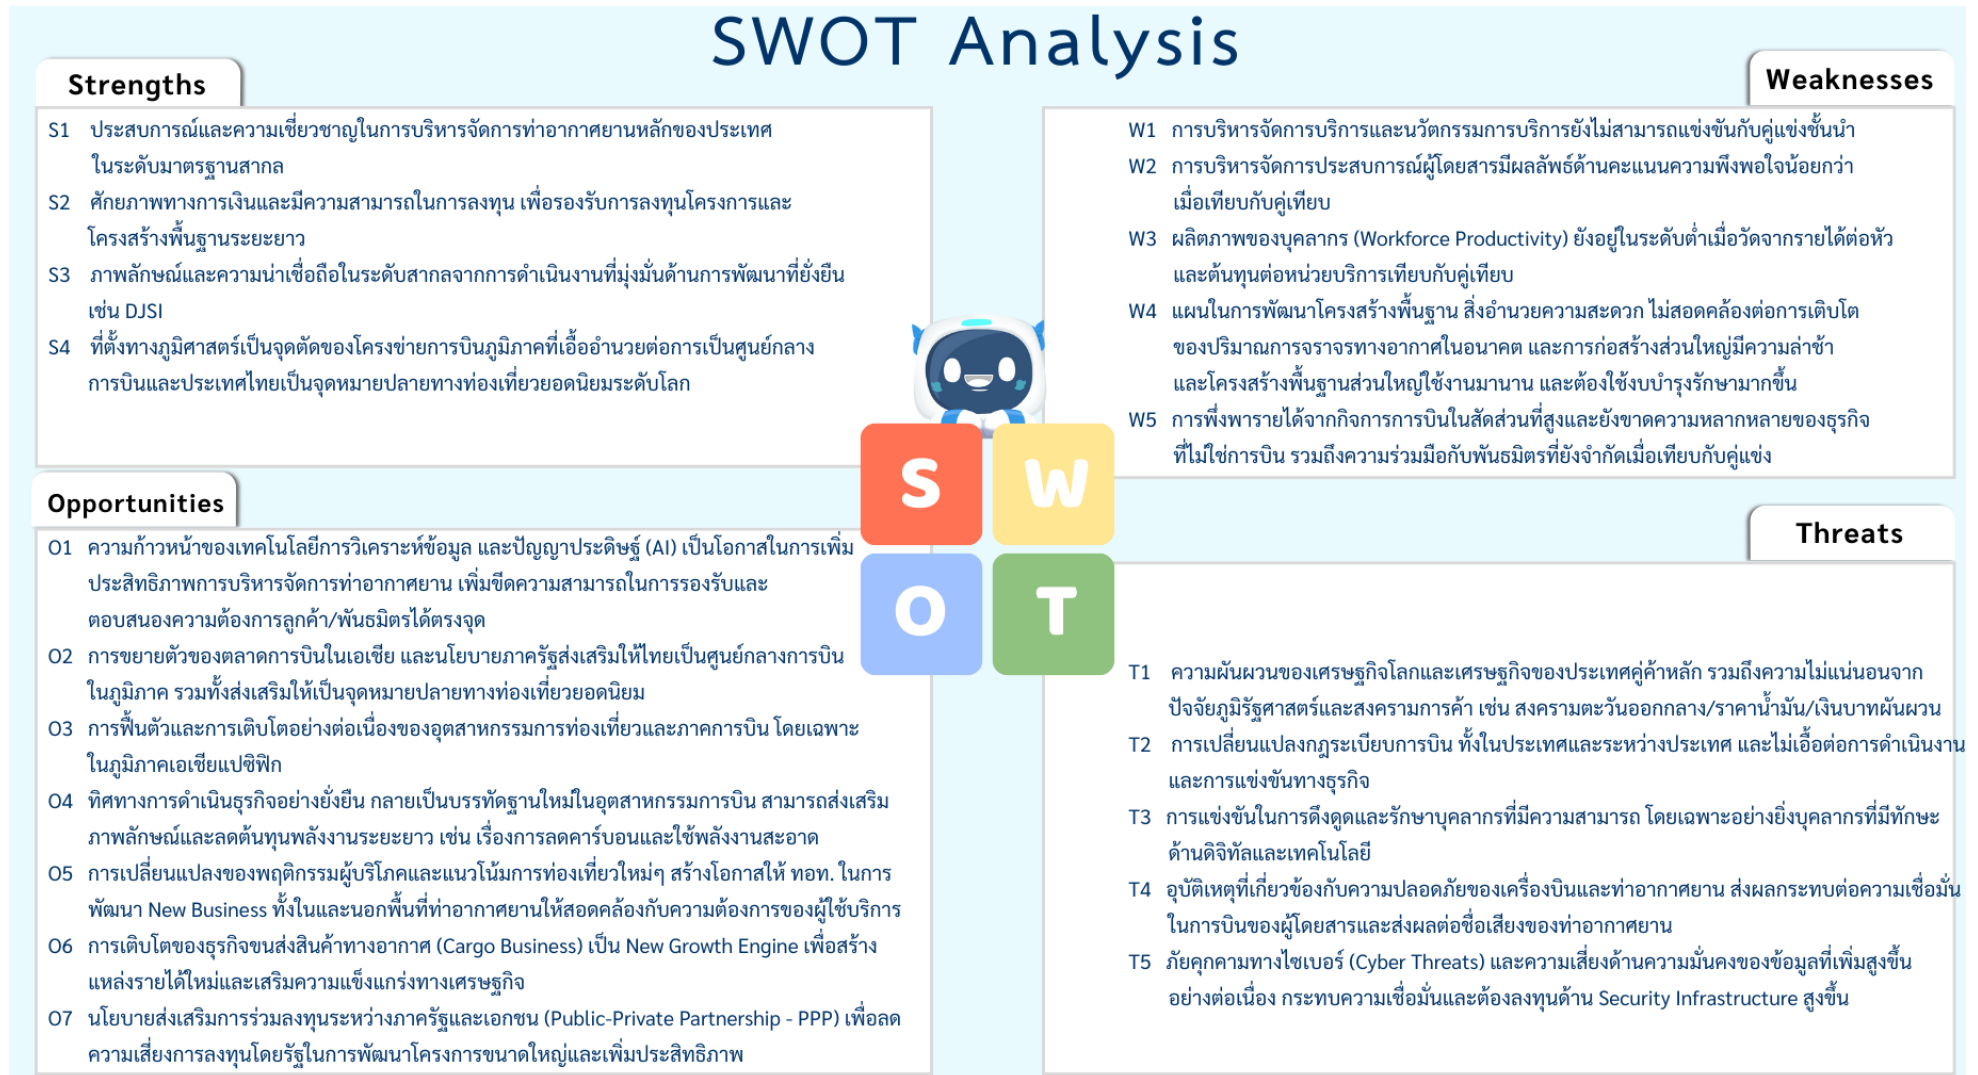 SWOT Analysis
Strengths
S1 ประสบการณ์และความเชี่ยวชาญในการบริหารจัดการท่าอากาศยานหลักของประเทศ
ในระดับมาตรฐานสากล
S2 ศักยภาพทางการเงินและมีความสามารถในการลงทุน เพื่อรองรับการลงทุนโครงการและ
โครงสร้างพื้นฐานระยะยาว
S3 ภาพลักษณ์และความน่าเชื่อถือในระดับสากลจากการดำเนินงานที่มุ่งมั่นด้านการพัฒนาที่ยั่งยืน
เช่น DJSI
S4 ที่ตั้งทางภูมิศาสตร์เป็นจุดตัดของโครงข่ายการบินภูมิภาคที่เอื้ออำนวยต่อการเป็นศูนย์กลาง
การบินและประเทศไทยเป็นจุดหมายปลายทางท่องเที่ยวยอดนิยมระดับโลก
Weaknesses
W1 การบริหารจัดการบริการและนวัตกรรมการบริการยังไม่สามารถแข่งขันกับคู่แข่งชั้นนำ
W2 การบริหารจัดการประสบการณ์ผู้โดยสารมีผลลัพธ์ด้านคะแนนความพึงพอใจน้อยกว่า
เมื่อเทียบกับคู่เทียบ
W3 ผลิตภาพของบุคลากร (Workforce Productivity) ยังอยู่ในระดับต่ำเมื่อวัดจากรายได้ต่อหัว
และต้นทุนต่อหน่วยบริการเทียบกับคู่เทียบ
W4 แผนในการพัฒนาโครงสร้างพื้นฐาน สิ่งอำนวยความสะดวก ไม่สอดคล้องต่อการเติบโต
ของปริมาณการจราจรทางอากาศในอนาคต และการก่อสร้างส่วนใหญ่มีความล่าช้า
และโครงสร้างพื้นฐานส่วนใหญ่ใช้งานมานาน และต้องใช้งบบำรุงรักษามากขึ้น
W5 การพึ่งพารายได้จากกิจการการบินในสัดส่วนที่สูงและยังขาดความหลากหลายของธุรกิจ
ที่ไม่ใช่การบิน รวมถึงความร่วมมือกับพันธมิตรที่ยังจำกัดเมื่อเทียบกับคู่แข่ง
S W
O T
Opportunities
O1 ความก้าวหน้าของเทคโนโลยีการวิเคราะห์ข้อมูล และปัญญาประดิษฐ์ (AI) เป็นโอกาสในการเพิ่ม
ประสิทธิภาพการบริหารจัดการท่าอากาศยาน เพิ่มขีดความสามารถในการรองรับและ
ตอบสนองความต้องการลูกค้า/พันธมิตรได้ตรงจุด
O2 การขยายตัวของตลาดการบินในเอเชีย และนโยบายภาครัฐส่งเสริมให้ไทยเป็นศูนย์กลางการบิน
ในภูมิภาค รวมทั้งส่งเสริมให้เป็นจุดหมายปลายทางท่องเที่ยวยอดนิยม
O3 การฟื้นตัวและการเติบโตอย่างต่อเนื่องของอุตสาหกรรมการท่องเที่ยวและภาคการบิน โดยเฉพาะ
ในภูมิภาคเอเชียแปซิฟิก
O4 ทิศทางการดำเนินธุรกิจอย่างยั่งยืน กลายเป็นบรรทัดฐานใหม่ในอุตสาหกรรมการบิน สามารถส่งเสริม
ภาพลักษณ์และลดต้นทุนพลังงานระยะยาว เช่น เรื่องการลดคาร์บอนและใช้พลังงานสะอาด
O5 การเปลี่ยนแปลงของพฤติกรรมผู้บริโภคและแนวโน้มการท่องเที่ยวใหม่ๆ สร้างโอกาสให้ ทอท. ในการ
พัฒนา New Business ทั้งในและนอกพื้นที่ท่าอากาศยานให้สอดคล้องกับความต้องการของผู้ใช้บริการ
O6 การเติบโตของธุรกิจขนส่งสินค้าทางอากาศ (Cargo Business) เป็น New Growth Engine เพื่อสร้าง
แหล่งรายได้ใหม่และเสริมความแข็งแกร่งทางเศรษฐกิจ
O7 นโยบายส่งเสริมการร่วมลงทุนระหว่างภาครัฐและเอกชน (Public-Private Partnership - PPP) เพื่อลด
ความเสี่ยงการลงทุนโดยรัฐในการพัฒนาโครงการขนาดใหญ่และเพิ่มประสิทธิภาพ
Threats
T1 ความผันผวนของเศรษฐกิจโลกและเศรษฐกิจของประเทศคู่ค้าหลัก รวมถึงความไม่แน่นอนจาก
ปัจจัยภูมิรัฐศาสตร์และสงครามการค้า เช่น สงครามตะวันออกกลาง/ราคาน้ำมัน/เงินบาทผันผวน
T2 การเปลี่ยนแปลงกฎระเบียบการบิน ทั้งในประเทศและระหว่างประเทศ และไม่เอื้อต่อการดำเนินงาน
และการแข่งขันทางธุรกิจ
T3 การแข่งขันในการดึงดูดและรักษาบุคลากรที่มีความสามารถ โดยเฉพาะอย่างยิ่งบุคลากรที่มีทักษะ
ด้านดิจิทัลและเทคโนโลยี
T4 อุบัติเหตุที่เกี่ยวข้องกับความปลอดภัยของเครื่องบินและท่าอากาศยาน ส่งผลกระทบต่อความเชื่อมั่น
ในการบินของผู้โดยสารและส่งผลต่อชื่อเสียงของท่าอากาศยาน
T5 ภัยคุกคามทางไซเบอร์ (Cyber Threats) และความเสี่ยงด้านความมั่นคงของข้อมูลที่เพิ่มสูงขึ้น
อย่างต่อเนื่อง กระทบความเชื่อมั่นและต้องลงทุนด้าน Security Infrastructure สูงขึ้น